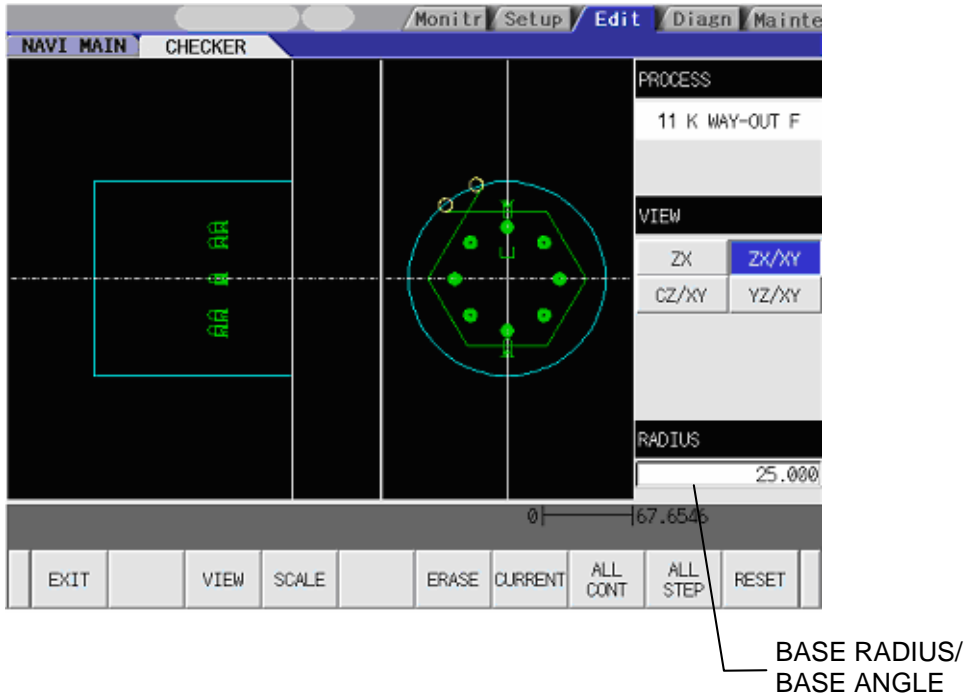 Monitr Setup Edit Diagn Mainte
NAVI MAIN CHECKER
PROCESS
11 K WAY-OUT F
VIEW
ZX ZX/XY
CZ/XY YZ/XY
RADIUS
25.000
0 67.6546
EXIT VIEW SCALE ERASE CURRENT ALL CONT ALL STEP RESET
BASE RADIUS/
BASE ANGLE